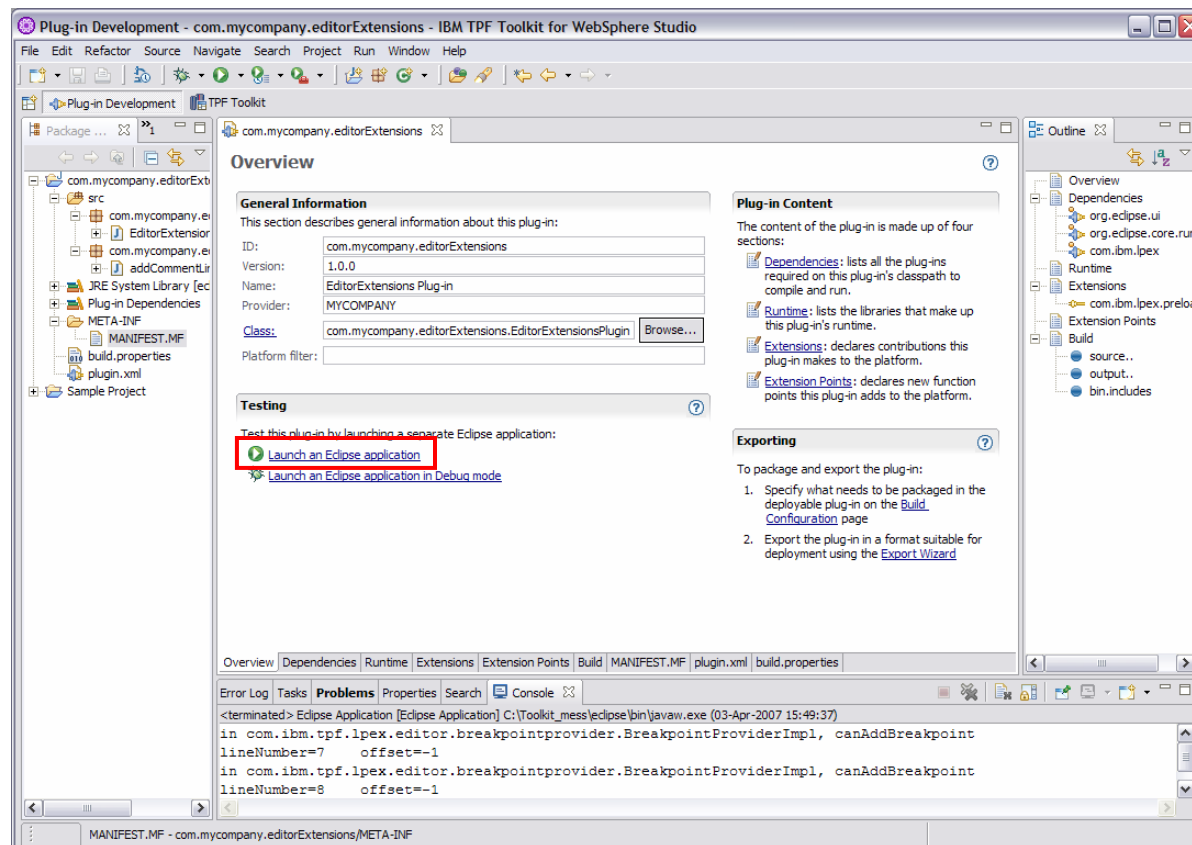 Plug-in Development - com.mycompany.editorExtensions - IBM TPF Toolkit for WebSphere Studio
File Edit Refactor Source Navigate Search Project Run Window Help
Plug-in Development TPF Toolkit
Package ... 1
com.mycompany.editorExt
src
com.mycompany.e
EditorExtension
com.mycompany.e
addCommentLi
JRE System Library [ec
Plug-in Dependencies
META-INF
MANIFEST.MF
build.properties
plugin.xml
Sample Project
com.mycompany.editorExtensions
Overview
General Information
This section describes general information about this plug-in:
ID: com.mycompany.editorExtensions
Version: 1.0.0
Name: EditorExtensions Plug-in
Provider: MYCOMPANY
Class: com.mycompany.editorExtensions.EditorExtensionsPlugin Browse...
Platform filter:
Testing
Test this plug-in by launching a separate Eclipse application:
Launch an Eclipse application
Launch an Eclipse application in Debug mode
Plug-in Content
The content of the plug-in is made up of four
sections:
Dependencies: lists all the plug-ins
required on this plug-in's classpath to
compile and run.
Runtime: lists the libraries that make up
this plug-in's runtime.
Extensions: declares contributions this
plug-in makes to the platform.
Extension Points: declares new function
points this plug-in adds to the platform.
Exporting
To package and export the plug-in:
1. Specify what needs to be packaged in the
deployable plug-in on the Build
Configuration page
2. Export the plug-in in a format suitable for
deployment using the Export Wizard
Overview Dependencies Runtime Extensions Extension Points Build MANIFEST.MF plugin.xml build.properties
Outline
Overview
Dependencies
org.eclipse.ui
org.eclipse.core.run
com.ibm.lpex
Runtime
Extensions
com.ibm.lpex.preloa
Extension Points
Build
source..
output..
bin.includes
Error Log Tasks Problems Properties Search Console
<terminated> Eclipse Application [Eclipse Application] C:\Toolkit_mess\eclipse\bin\javaw.exe (03-Apr-2007 15:49:37)
in com.ibm.tpf.lpex.editor.breakpointprovider.BreakpointProviderImpl, canAddBreakpoint
lineNumber=7 offset=-1
in com.ibm.tpf.lpex.editor.breakpointprovider.BreakpointProviderImpl, canAddBreakpoint
lineNumber=8 offset=-1
MANIFEST.MF - com.mycompany.editorExtensions/META-INF